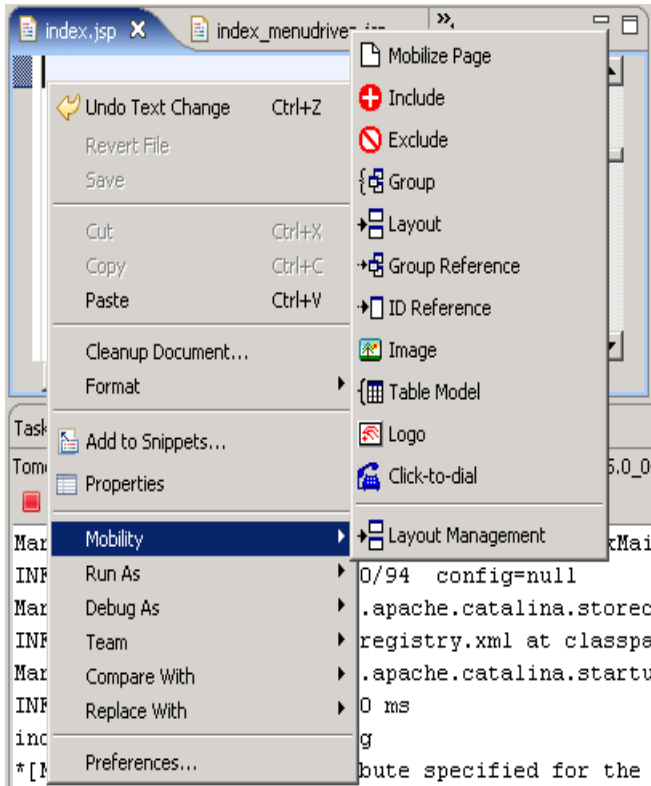 index.jsp
index_menudriven.jsp
Undo Text Change Ctrl+Z
Revert File
Save
Cut Ctrl+X
Copy Ctrl+C
Paste Ctrl+V
Cleanup Document...
Format
Add to Snippets...
Properties
Mobility
Run As
Debug As
Team
Compare With
Replace With
Preferences...
Mobilize Page
Include
Exclude
Group
Layout
Group Reference
ID Reference
Image
Table Model
Logo
Click-to-dial
Layout Management
Task
Tom 5.0_0
Mar xMai
INF 0/94 config=null
Mar .apache.catalina.storec
INF registry.xml at classpa
Mar .apache.catalina.startu
INF 0 ms
ind g
*[M bute specified for the